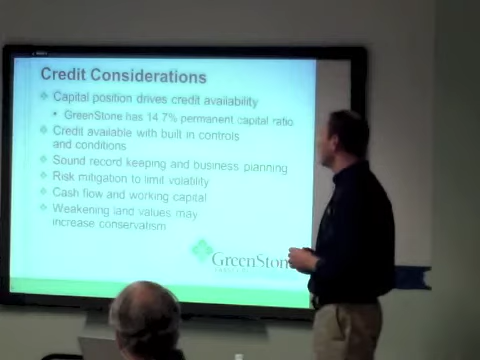 Credit Considerations
Capital position drives credit availability
GreenStone has 14.7% permanent capital ratio
Credit available with built in controls
and conditions
Sound record keeping and business planning
Risk mitigation to limit volatility
Cash flow and working capital
Weakening land values may
increase conservatism
GreenStone